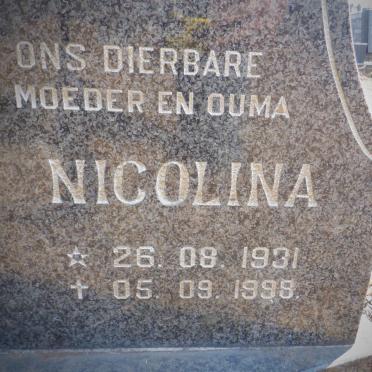 ONS DIERBARE
MOEDER EN OUMA
NICOLINA
☆ 26. 08. 1931
✝ 05. 09. 1998.